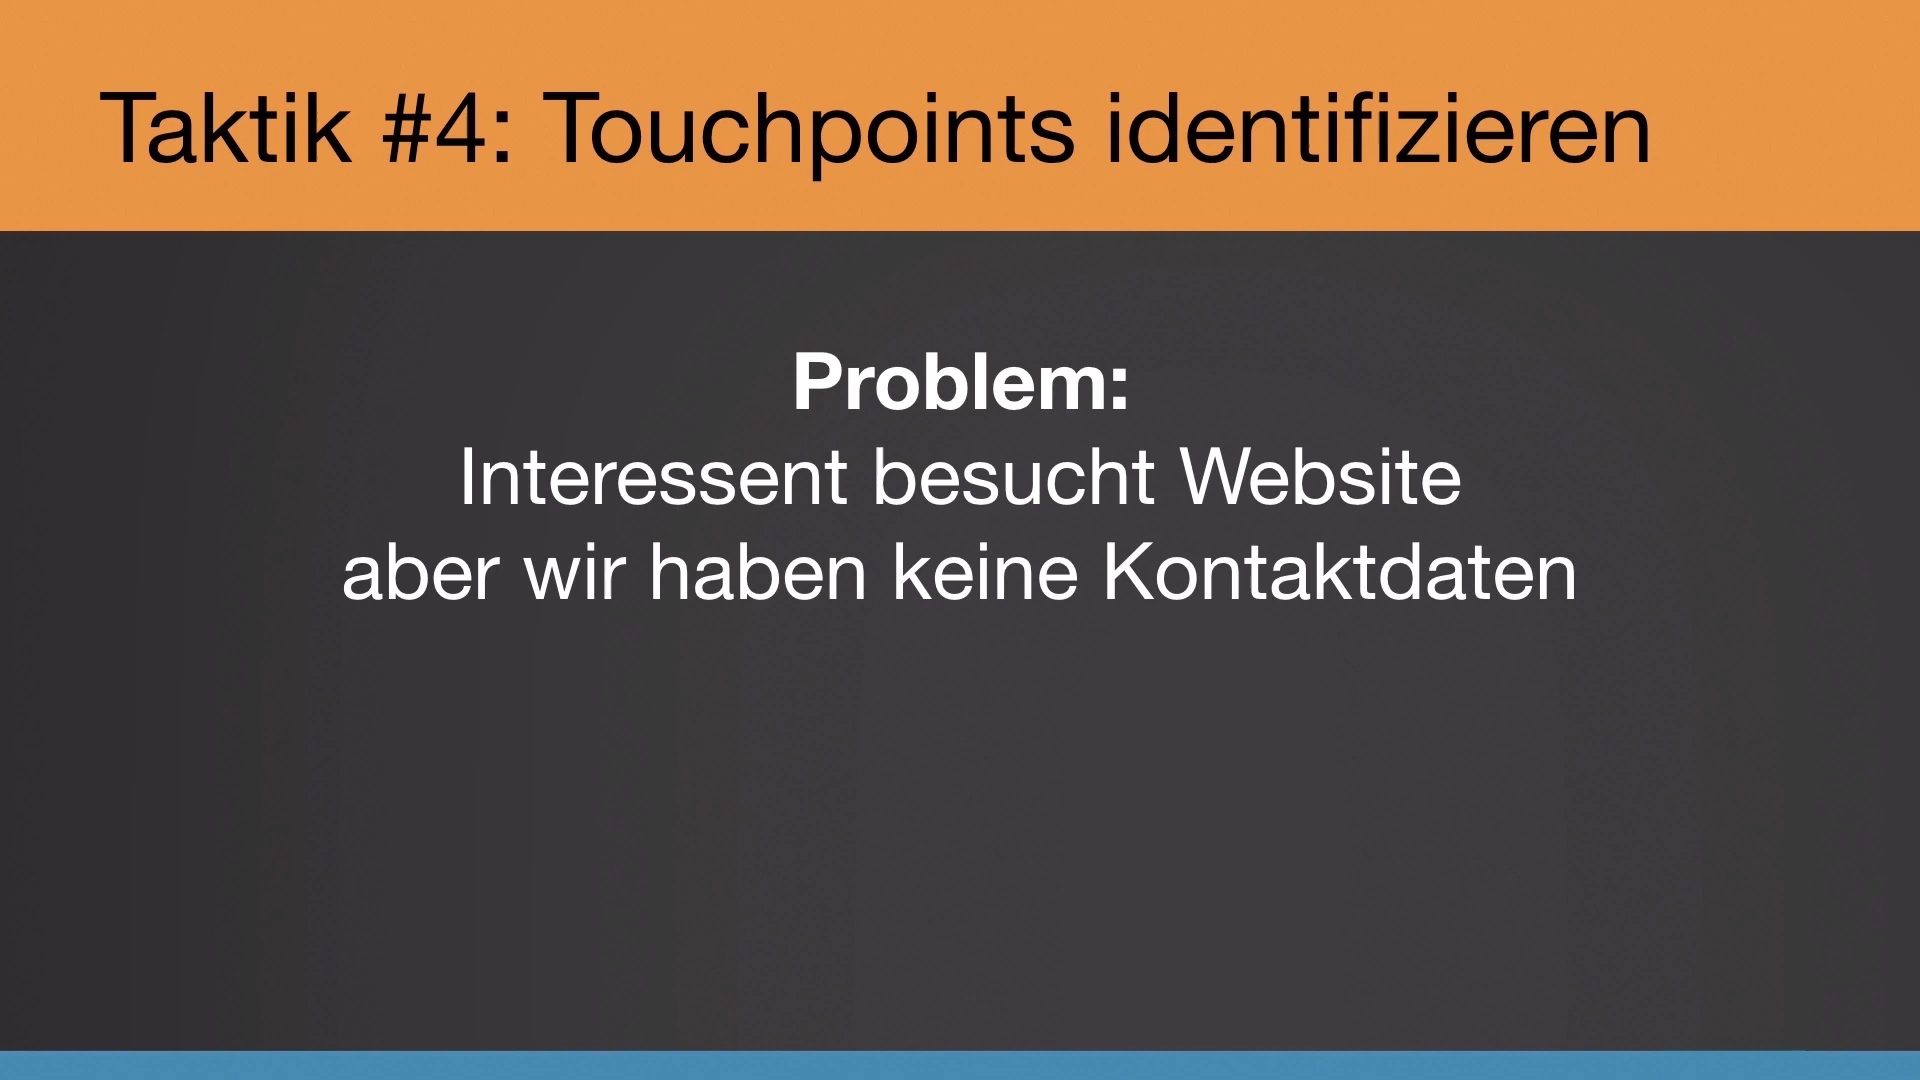 Taktik #4: Touchpoints identifizieren
Problem:
Interessent besucht Website
aber wir haben keine Kontaktdaten